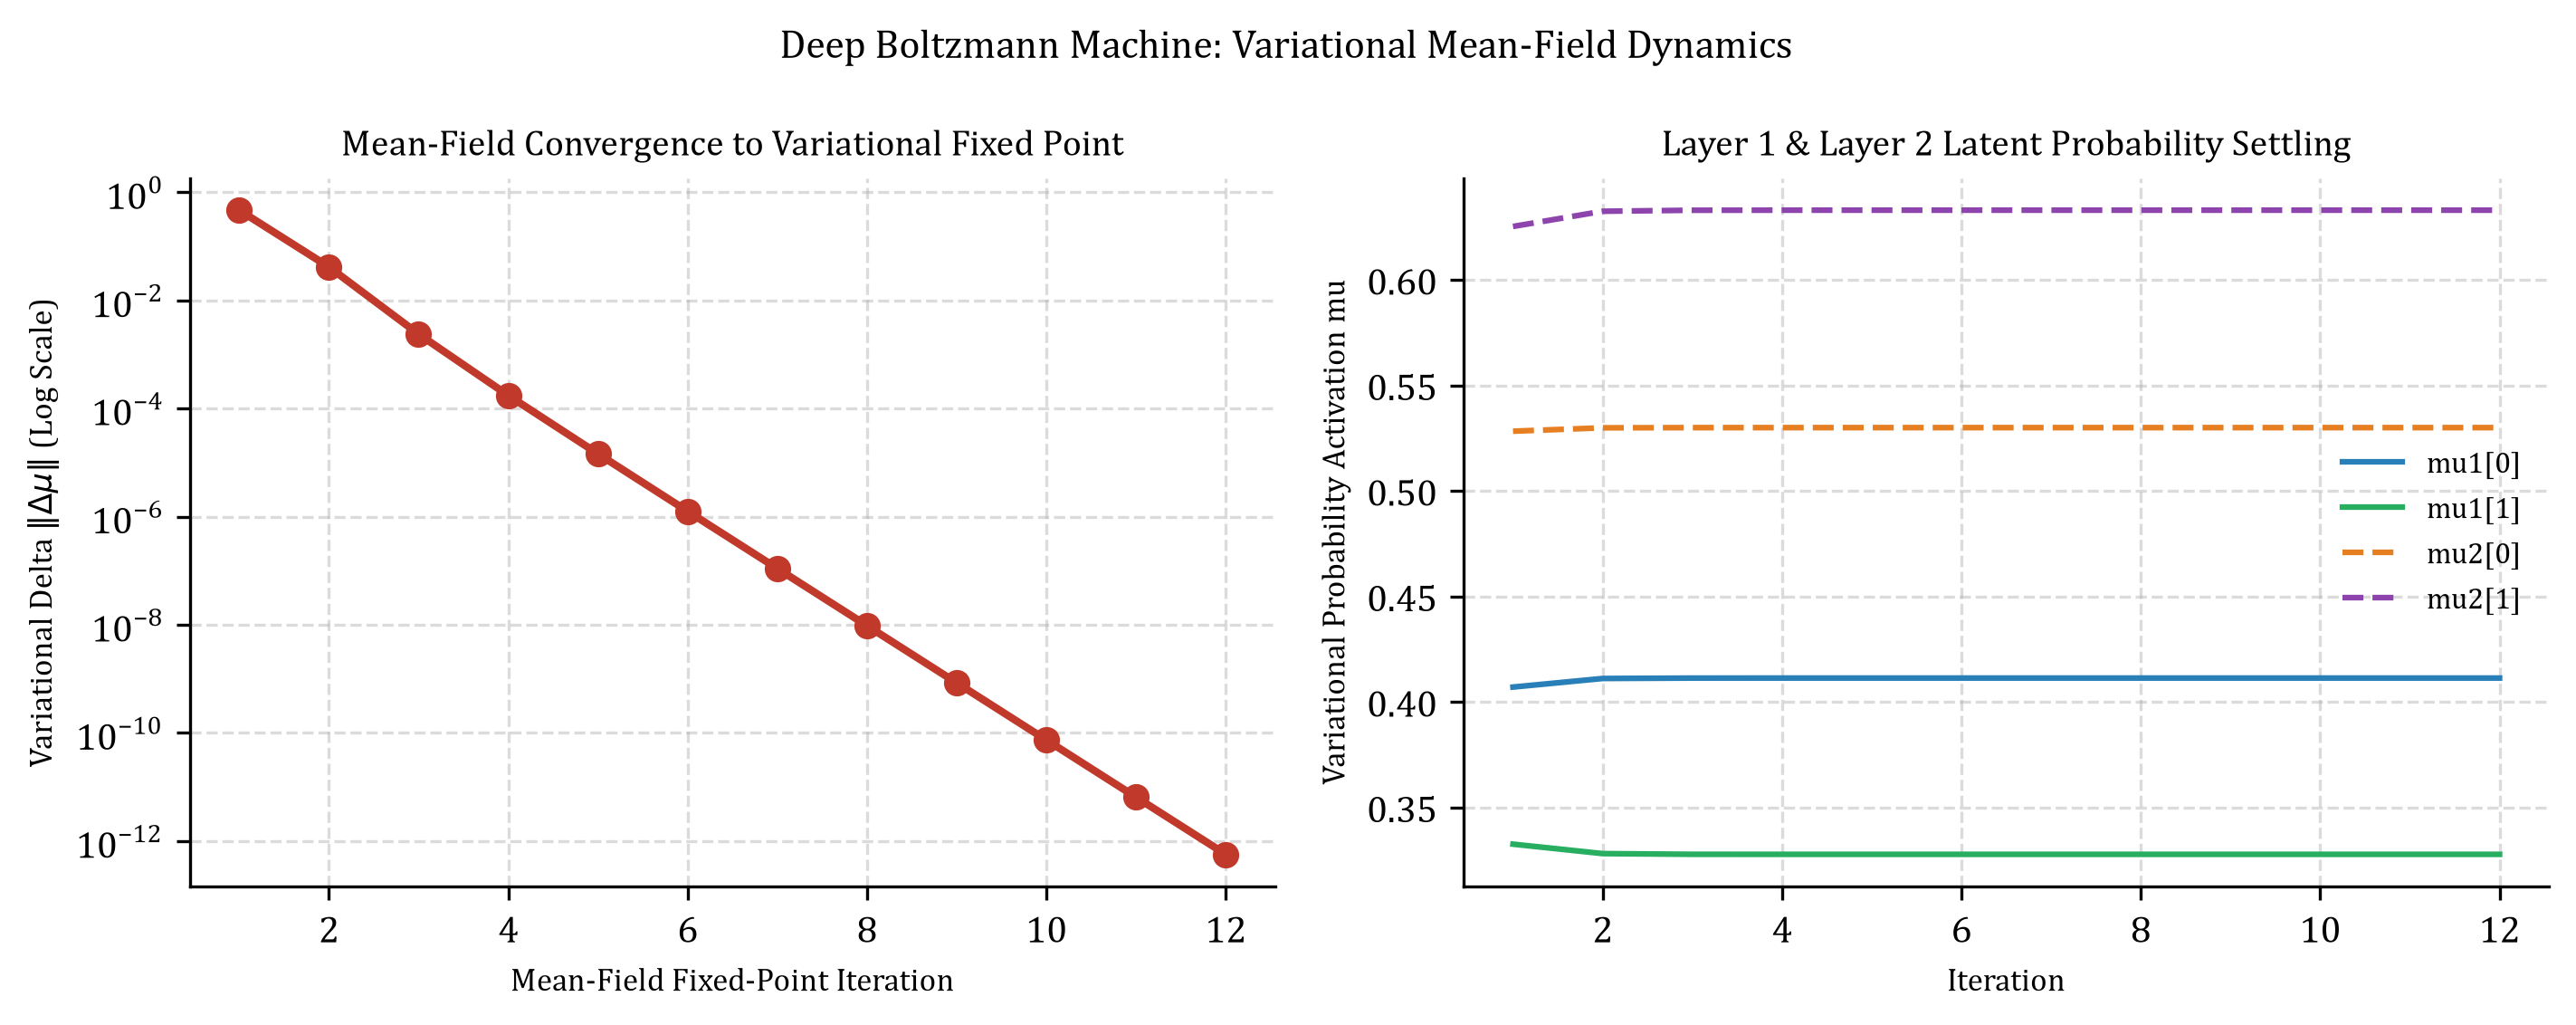 Deep Boltzmann Machine: Variational Mean-Field Dynamics
Mean-Field Convergence to Variational Fixed Point
Variational Delta ‖Δμ‖ (Log Scale)
10⁰
10⁻²
10⁻⁴
10⁻⁶
10⁻⁸
10⁻¹⁰
10⁻¹²
2 4 6 8 10 12
Mean-Field Fixed-Point Iteration
Layer 1 & Layer 2 Latent Probability Settling
Variational Probability Activation mu
0.60
0.55
0.50
0.45
0.40
0.35
mu1[0]
mu1[1]
mu2[0]
mu2[1]
2 4 6 8 10 12
Iteration